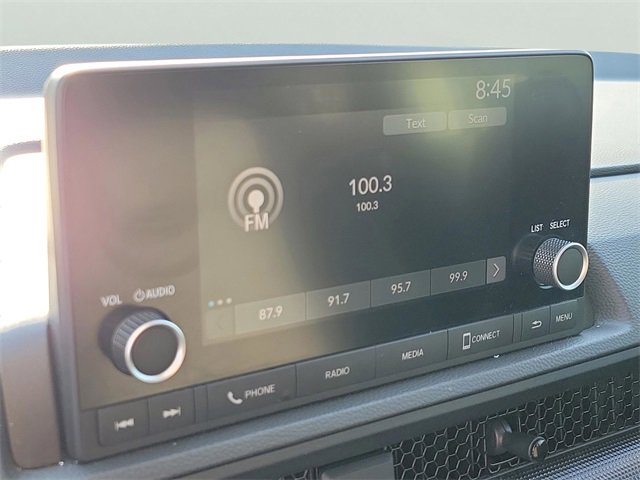 8:45
Text Scan
100.3
100.3
FM
LIST SELECT
VOL AUDIO
87.9 91.7 95.7 99.9
PHONE RADIO MEDIA CONNECT MENU